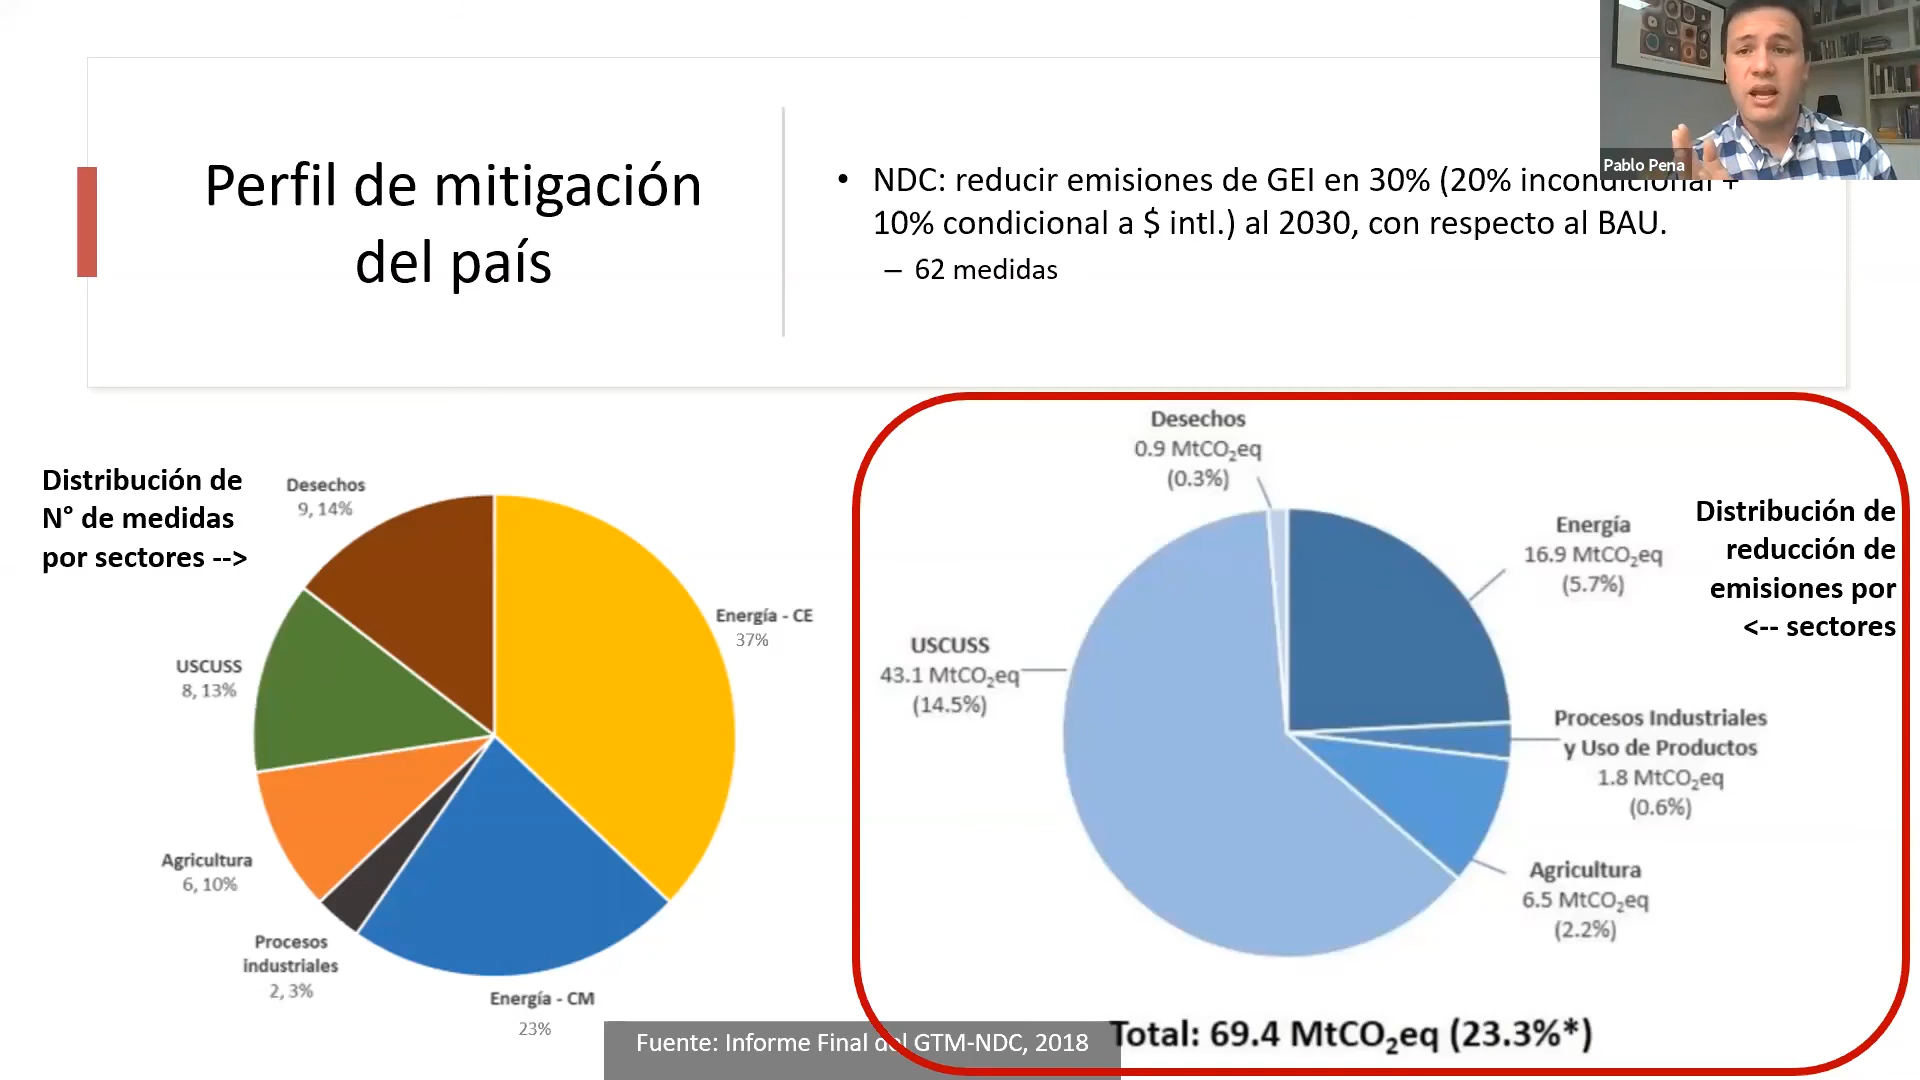 Perfil de mitigación
del país
• NDC: reducir emisiones de GEI en 30% (20% incondicional +
10% condicional a $ intl.) al 2030, con respecto al BAU.
– 62 medidas
Pablo Pena
Distribución de
N° de medidas
por sectores -->
Desechos
9, 14%
Energía - CE
37%
USCUSS
8, 13%
Agricultura
6, 10%
Procesos
industriales
2, 3%
Energía - CM
23%
Desechos
0.9 MtCO₂eq
(0.3%)
Energía
16.9 MtCO₂eq
(5.7%)
Distribución de
reducción de
emisiones por
<-- sectores
USCUSS
43.1 MtCO₂eq
(14.5%)
Procesos Industriales
y Uso de Productos
1.8 MtCO₂eq
(0.6%)
Agricultura
6.5 MtCO₂eq
(2.2%)
Total: 69.4 MtCO₂eq (23.3%*)
Fuente: Informe Final del GTM-NDC, 2018